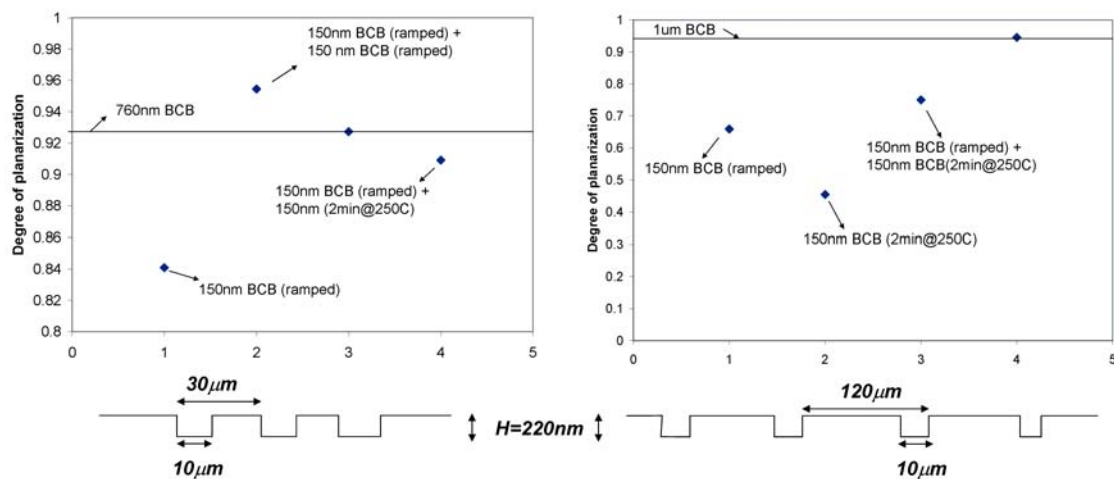 1
0.98
0.96
0.94
0.92
0.9
0.88
0.86
0.84
0.82
0.8
Degree of planarization
0
1
2
3
4
5
150nm BCB (ramped) +
150 nm BCB (ramped)
760nm BCB
150nm BCB (ramped) +
150nm (2min@250C)
150nm BCB (ramped)
1
0.9
0.8
0.7
0.6
0.5
0.4
0.3
0.2
0.1
0
Degree of planarization
0
1
2
3
4
5
1um BCB
150nm BCB (ramped)
150nm BCB (ramped) +
150nm BCB(2min@250C)
150nm BCB (2min@250C)
30μm
10μm
H=220nm
120μm
10μm